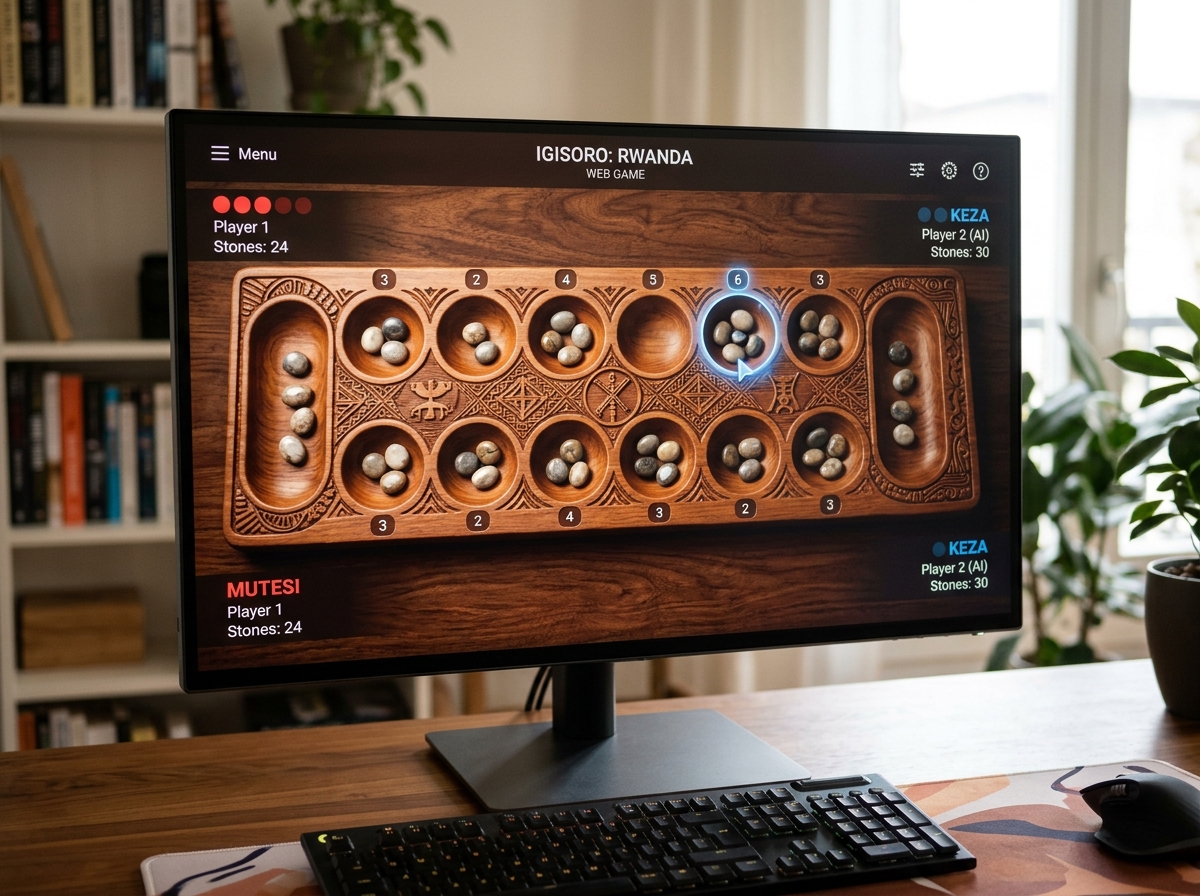 Menu
IGISORO: RWANDA
WEB GAME
Player 1
Stones: 24
KEZA
Player 2 (AI)
Stones: 30
3 2 4 5 6 3
3 2 4 3 2 3
MUTESI
Player 1
Stones: 24
KEZA
Player 2 (AI)
Stones: 30